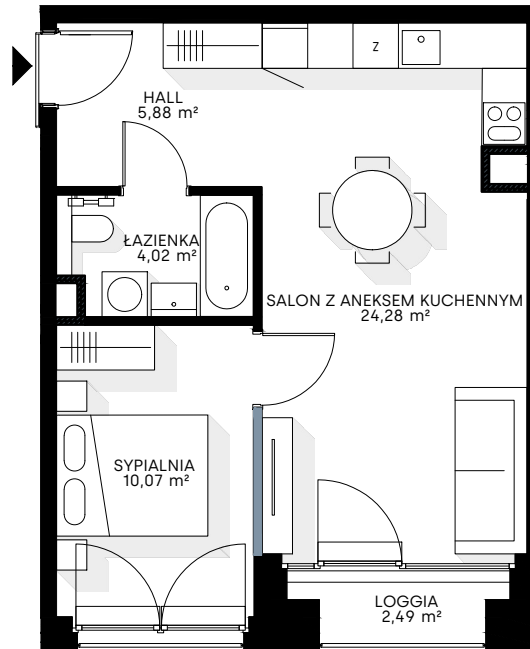 Z
HALL
5,88 m²
ŁAZIENKA
4,02 m²
SALON Z ANEKSEM KUCHENNYM
24,28 m²
SYPIALNIA
10,07 m²
LOGGIA
2,49 m²